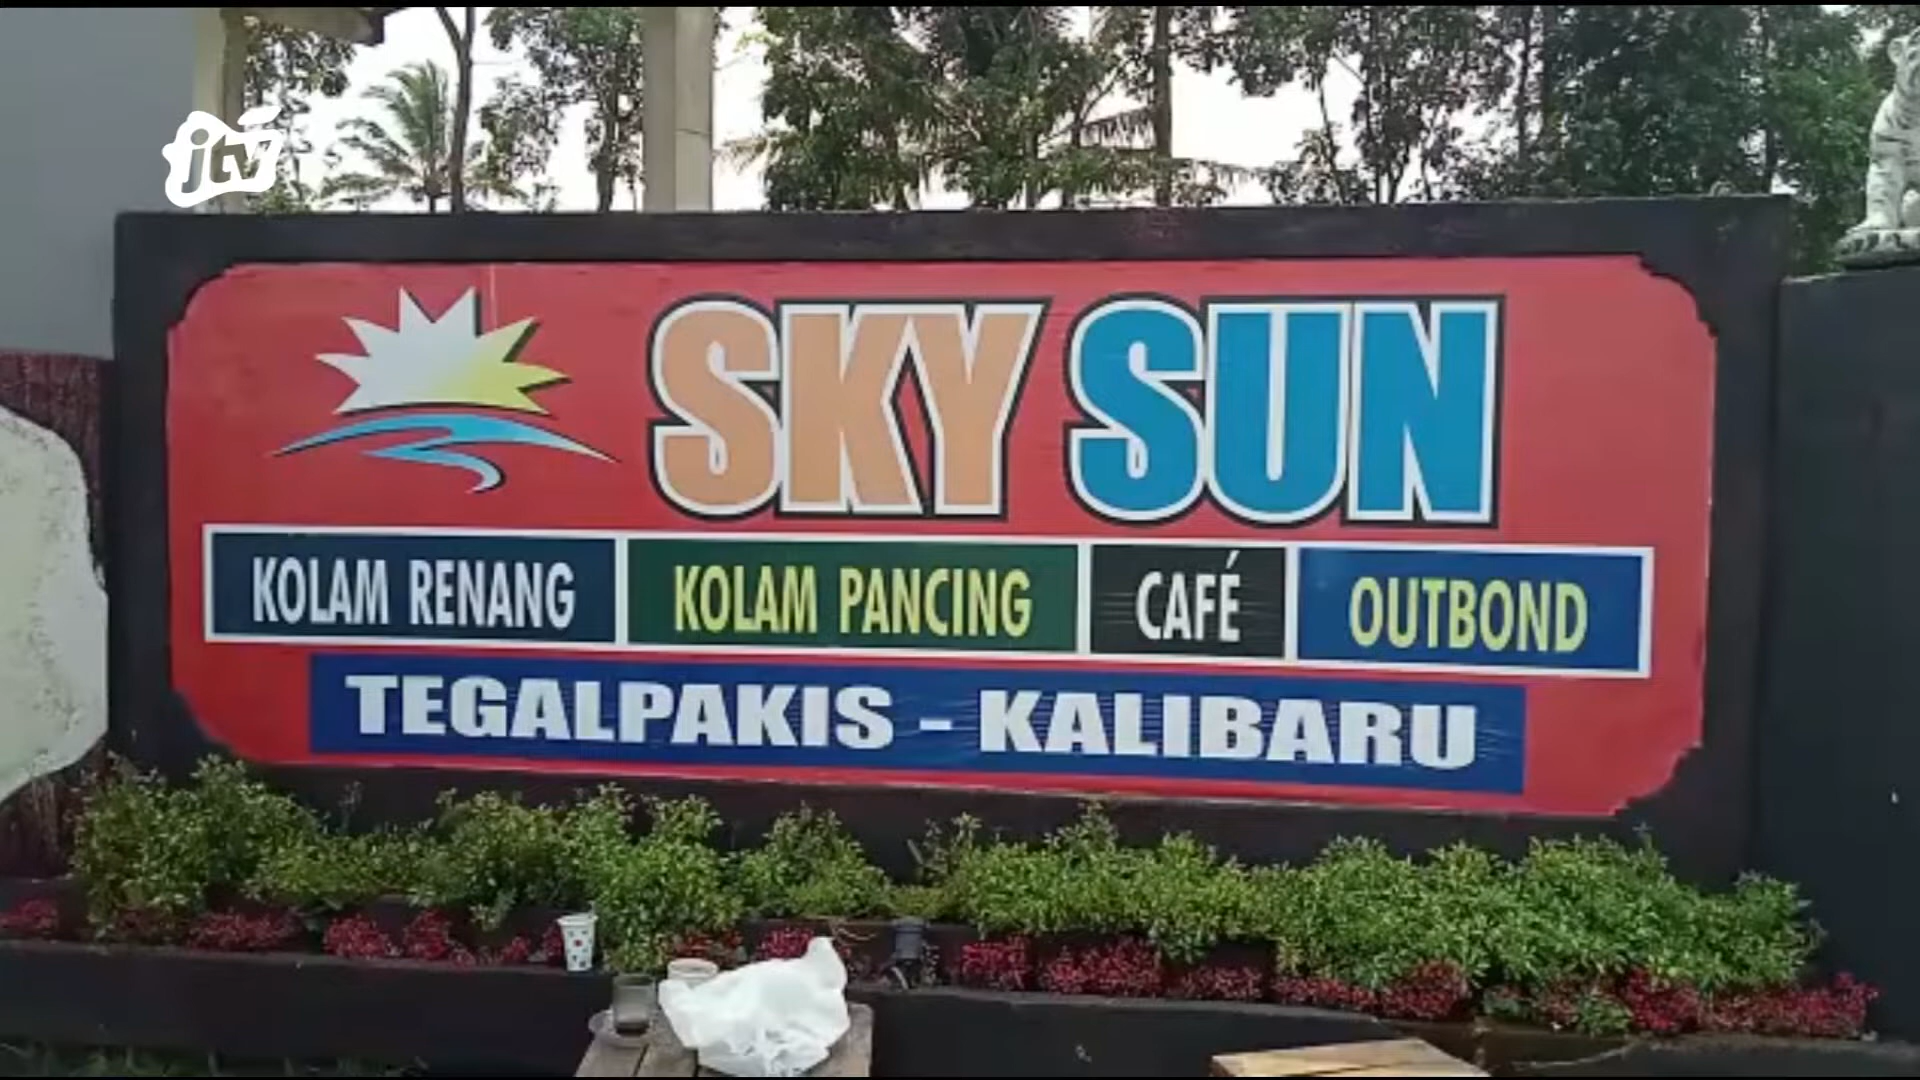 jtv
SKY SUN
KOLAM RENANG KOLAM PANCING CAFÉ OUTBOND
TEGALPAKIS - KALIBARU